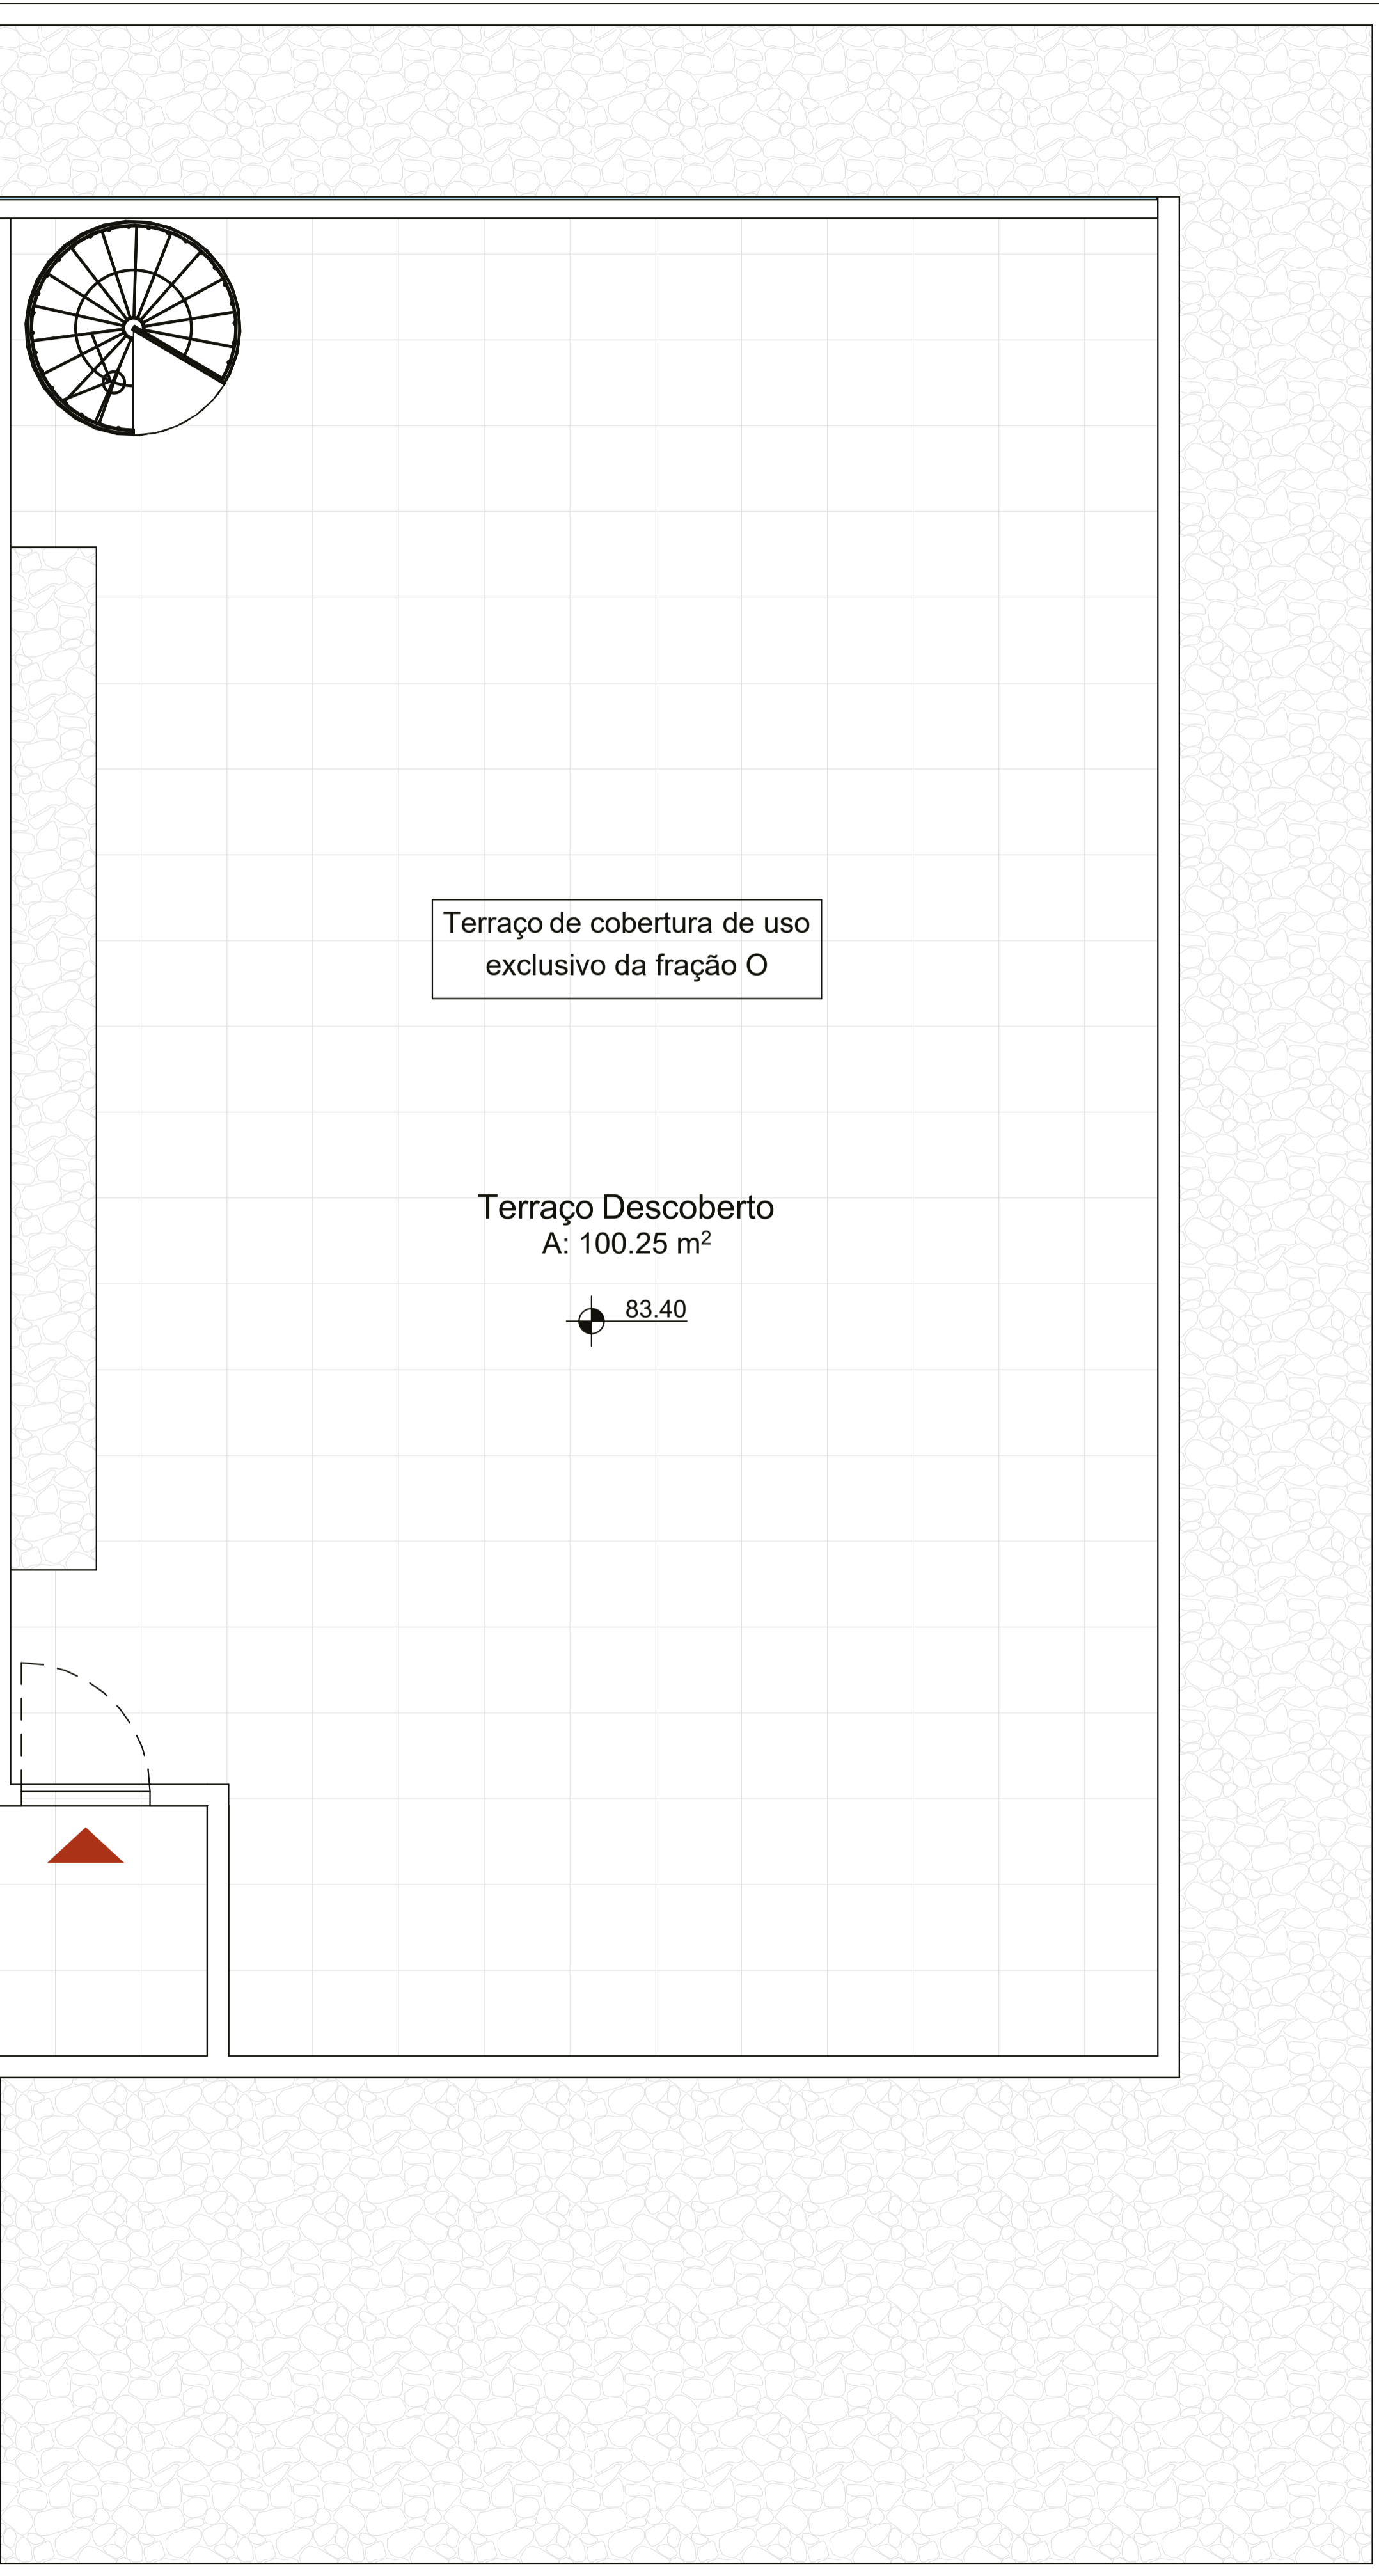 Terraço de cobertura de uso
exclusivo da fração O
Terraço Descoberto
A: 100.25 m²
83.40